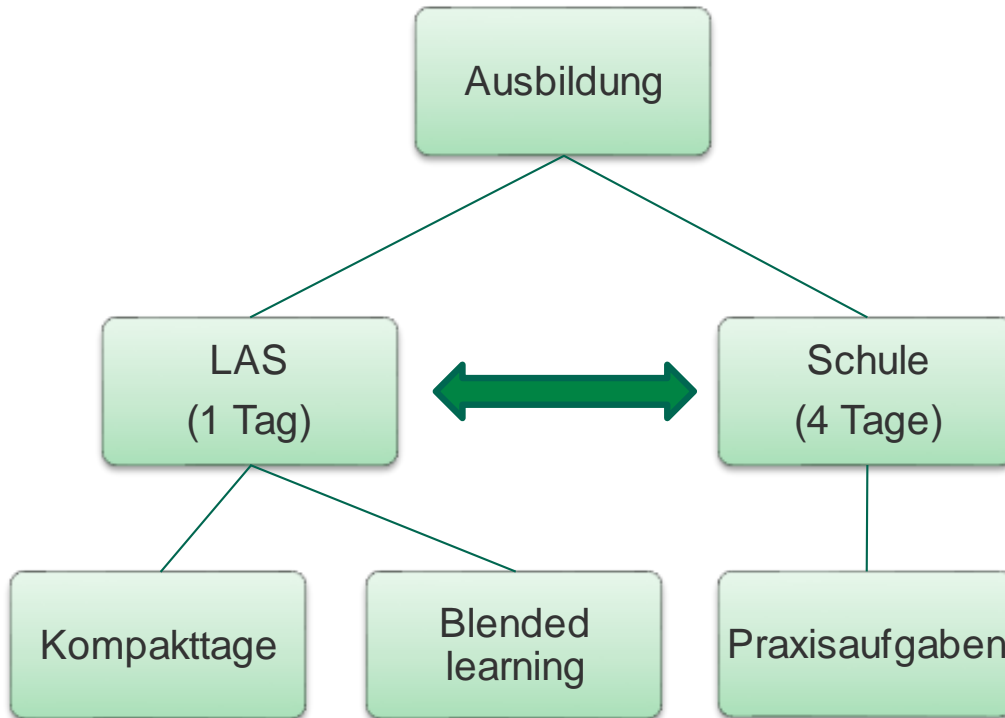 Ausbildung
LAS
(1 Tag)
Schule
(4 Tage)
Kompakttage
Blended
learning
Praxisaufgaben